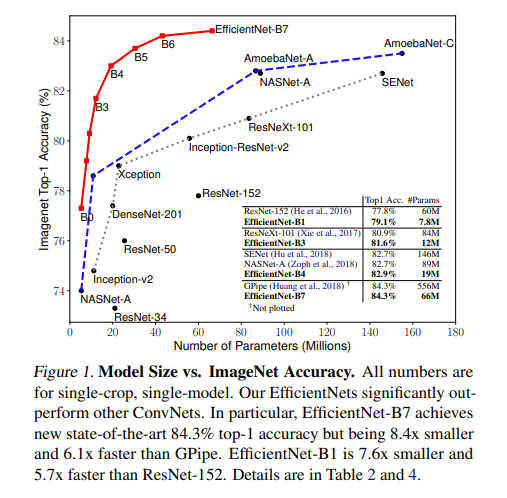 84
82
80
78
76
74
Imagenet Top-1 Accuracy (%)
EfficientNet-B7
B6
B5
B4
B3
B0
AmoebaNet-C
AmoebaNet-A
NASNet-A
SENet
ResNeXt-101
Inception-ResNet-v2
Xception
ResNet-152
DenseNet-201
ResNet-50
Inception-v2
NASNet-A
ResNet-34
Top1 Acc. #Params
ResNet-152 (He et al., 2016) 77.8% 60M
EfficientNet-B1 79.1% 7.8M
ResNeXt-101 (Xie et al., 2017) 80.9% 84M
EfficientNet-B3 81.6% 12M
SENet (Hu et al., 2018) 82.7% 146M
NASNet-A (Zoph et al., 2018) 82.7% 89M
EfficientNet-B4 82.9% 19M
GPipe (Huang et al., 2018) † 84.3% 556M
EfficientNet-B7 84.3% 66M
†Not plotted
0 20 40 60 80 100 120 140 160 180
Number of Parameters (Millions)
Figure 1. Model Size vs. ImageNet Accuracy. All numbers are
for single-crop, single-model. Our EfficientNets significantly out-
perform other ConvNets. In particular, EfficientNet-B7 achieves
new state-of-the-art 84.3% top-1 accuracy but being 8.4x smaller
and 6.1x faster than GPipe. EfficientNet-B1 is 7.6x smaller and
5.7x faster than ResNet-152. Details are in Table 2 and 4.